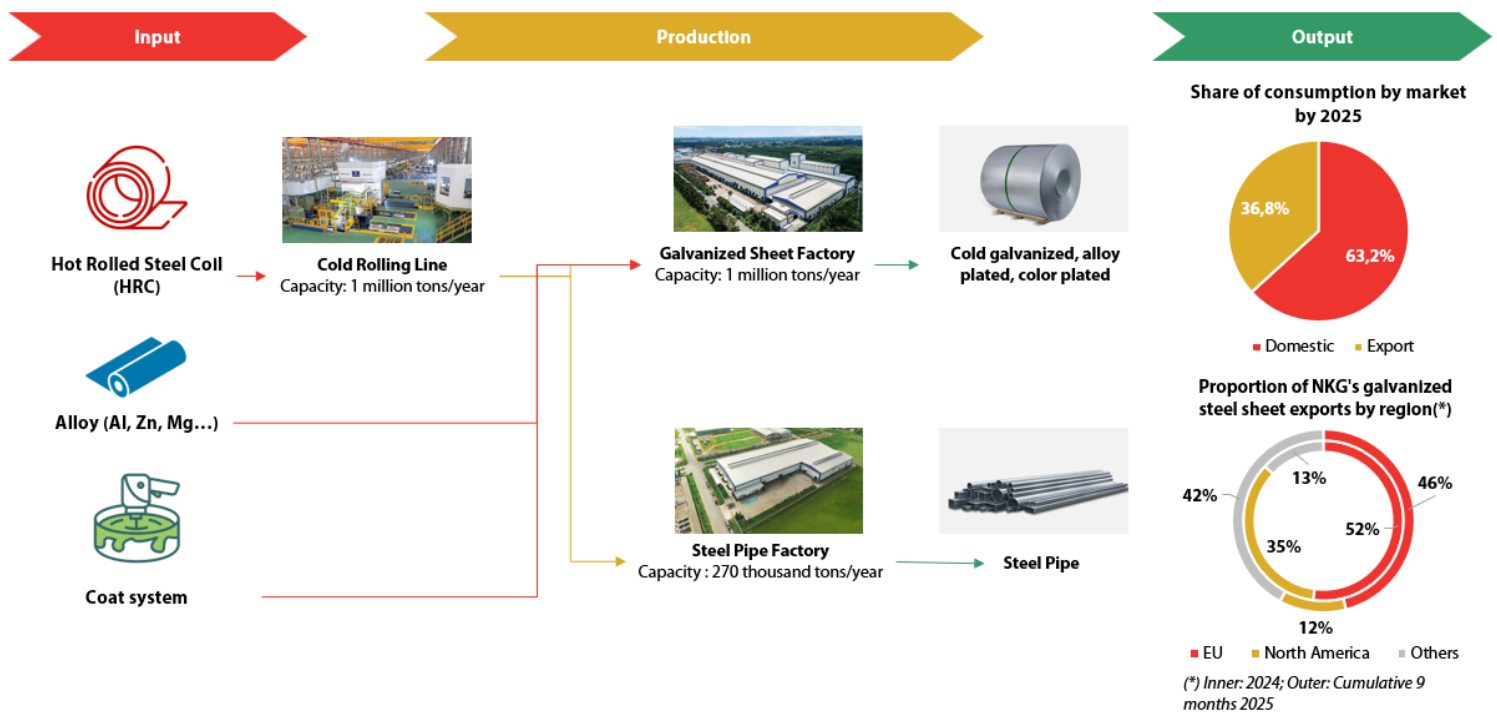 Input
Production
Output
Hot Rolled Steel Coil
(HRC)
Alloy (Al, Zn, Mg...)
Coat system
Cold Rolling Line
Capacity: 1 million tons/year
Galvanized Sheet Factory
Capacity: 1 million tons/year
Cold galvanized, alloy
plated, color plated
Steel Pipe Factory
Capacity : 270 thousand tons/year
Steel Pipe
Share of consumption by market
by 2025
36,8%
63,2%
Domestic
Export
Proportion of NKG's galvanized
steel sheet exports by region(*)
13%
42%
46%
52%
35%
12%
EU
North America
Others
(*) Inner: 2024; Outer: Cumulative 9
months 2025